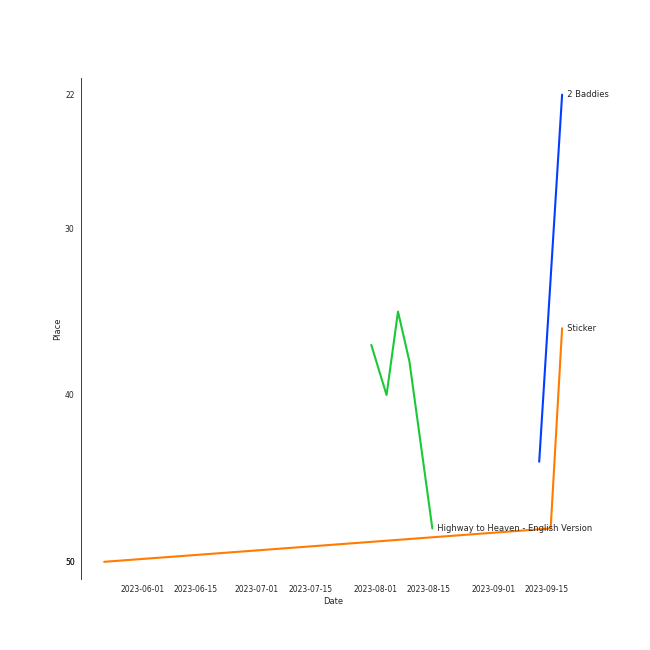 22
2 Baddies
30
Sticker
Place
40
Highway to Heaven - English Version
50
2023-06-01 2023-06-15 2023-07-01 2023-07-15 2023-08-01 2023-08-15 2023-09-01 2023-09-15
Date